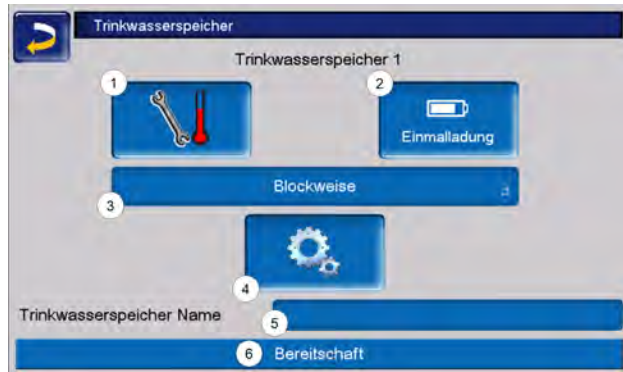 Trinkwasserspeicher
Trinkwasserspeicher 1
1
2
Einmalladung
Blockweise
3
4
Trinkwasserspeicher Name
5
6 Bereitschaft